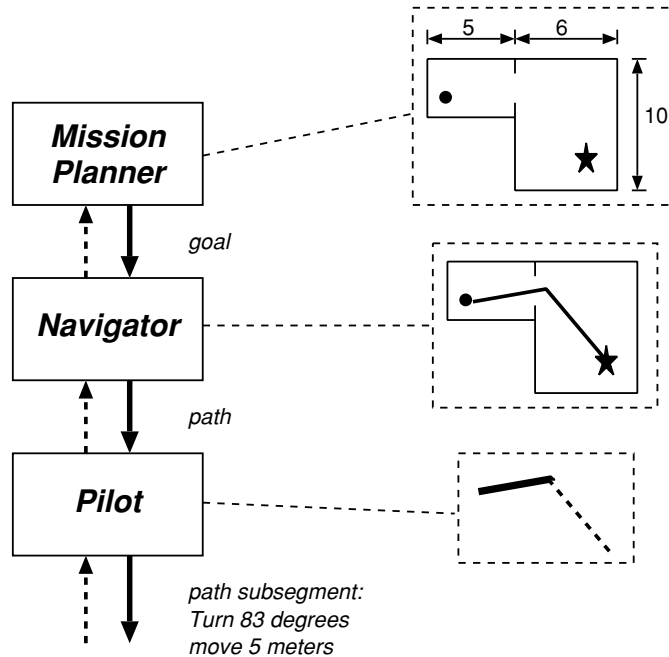 5
6
10
Mission
Planner
goal
Navigator
path
Pilot
path subsegment:
Turn 83 degrees
move 5 meters